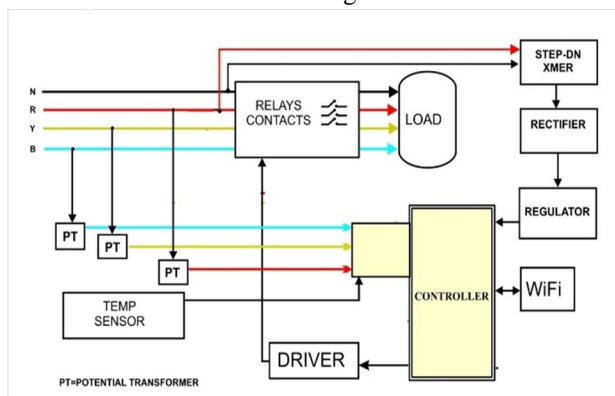 STEP-DN
XMER
N
R
Y
B
RELAYS
CONTACTS
LOAD
RECTIFIER
REGULATOR
PT
PT
PT
CONTROLLER
WiFi
TEMP
SENSOR
DRIVER
PT=POTENTIAL TRANSFORMER